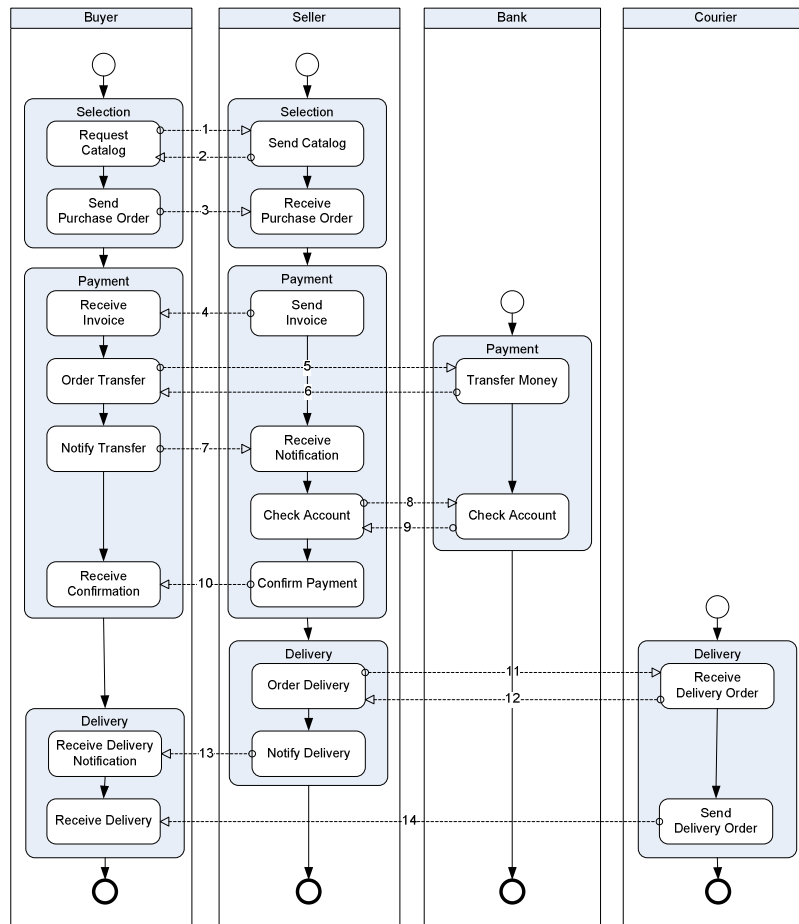 Buyer
Seller
Bank
Courier
Selection
Selection
Request
Catalog
1
Send Catalog
2
Send
Purchase Order
3
Receive
Purchase Order
Payment
Payment
Receive
Invoice
4
Send
Invoice
Payment
Order Transfer
5
6
Transfer Money
Notify Transfer
7
Receive
Notification
Check Account
8
9
Check Account
Receive
Confirmation
10
Confirm Payment
Delivery
Delivery
Order Delivery
11
12
Receive
Delivery Order
Delivery
Receive Delivery
Notification
13
Notify Delivery
Receive Delivery
14
Send
Delivery Order